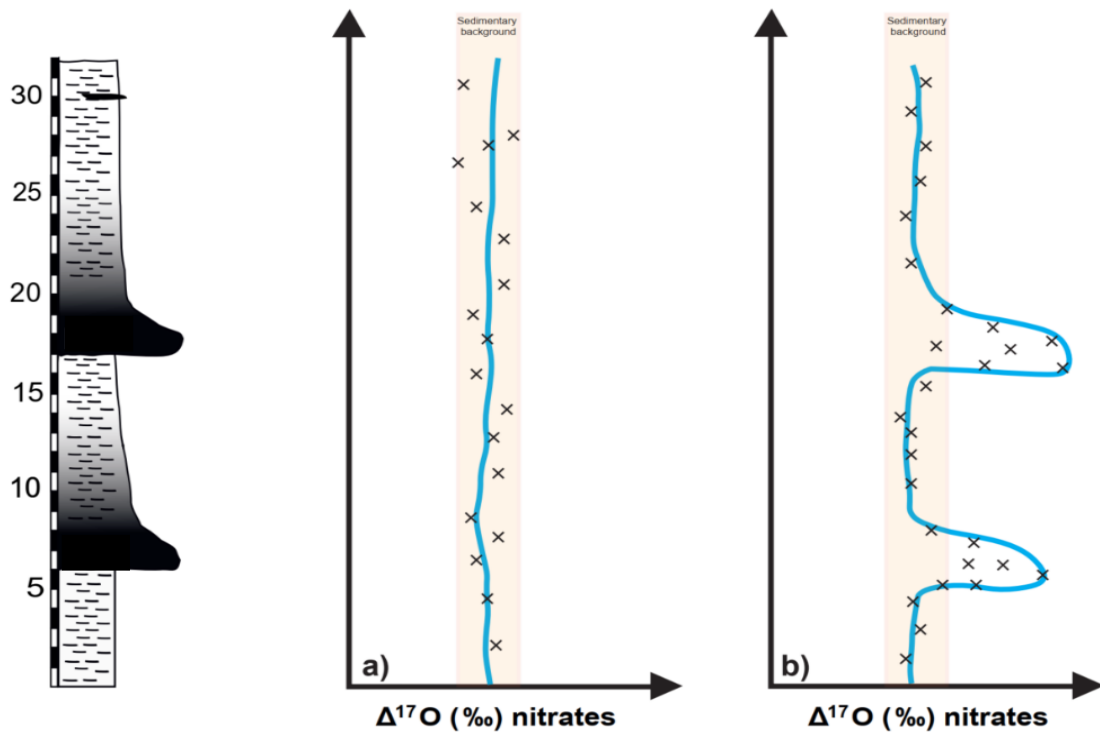 30
25
20
15
10
5
Sedimentary
background
a)
Δ¹⁷O (‰) nitrates
Sedimentary
background
b)
Δ¹⁷O (‰) nitrates